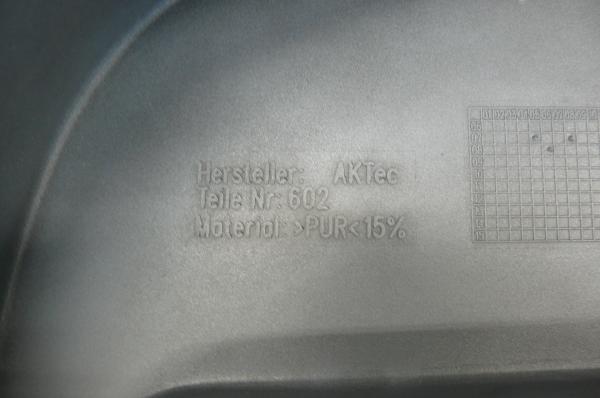 Hersteller: AKTec
Teile Nr: 602
Material: >PUR<15%